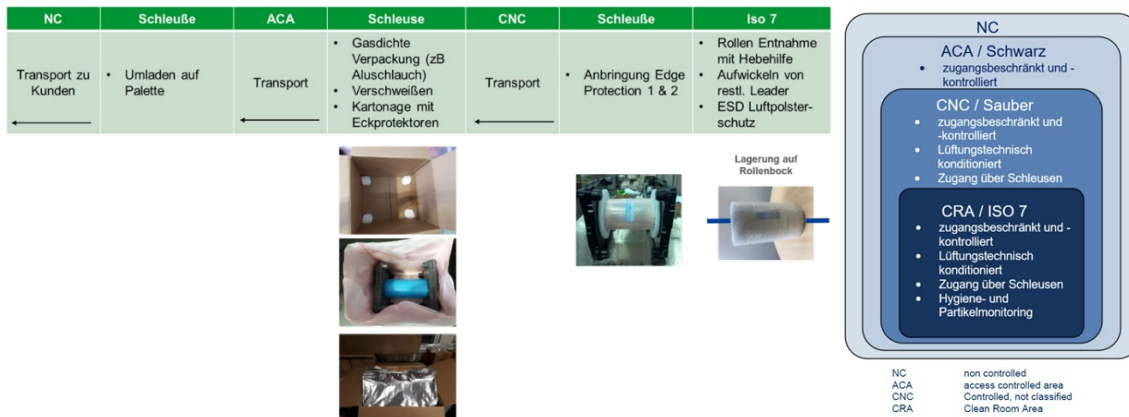 NC
Schleuße
ACA
Schleuse
CNC
Schleuße
Iso 7
Transport zu
Kunden
• Umladen auf
Palette
Transport
• Gasdichte
Verpackung (zB
Aluschlauch)
• Verschweißen
• Kartonage mit
Eckprotektoren
Transport
• Anbringung Edge
Protection 1 & 2
• Rollen Entnahme
mit Hebehilfe
• Aufwickeln von
restl. Leader
• ESD Luftpolster-
schutz
Lagerung auf
Rollenbock
NC
ACA / Schwarz
• zugangsbeschränkt und -
kontrolliert
CNC / Sauber
• zugangsbeschränkt und
-kontrolliert
• Lüftungstechnisch
konditioniert
• Zugang über Schleusen
CRA / ISO 7
• zugangsbeschränkt und -
kontrolliert
• Lüftungstechnisch
konditioniert
• Zugang über Schleusen
• Hygiene- und
Partikelmonitoring
NC non controlled
ACA access controlled area
CNC Controlled, not classified
CRA Clean Room Area